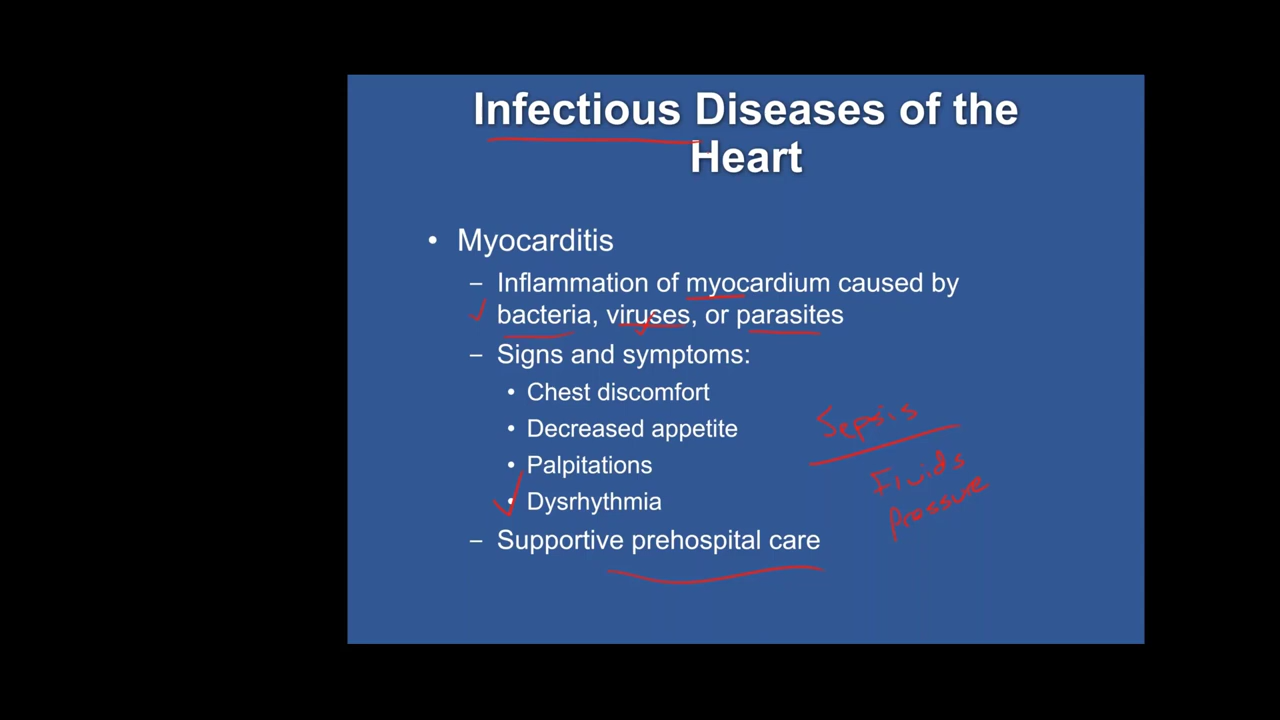 Infectious Diseases of the
Heart
• Myocarditis
– Inflammation of myocardium caused by
bacteria, viruses, or parasites
– Signs and symptoms:
• Chest discomfort
• Decreased appetite
• Palpitations
• Dysrhythmia
– Supportive prehospital care
Sepsis
Fluids
Pressure